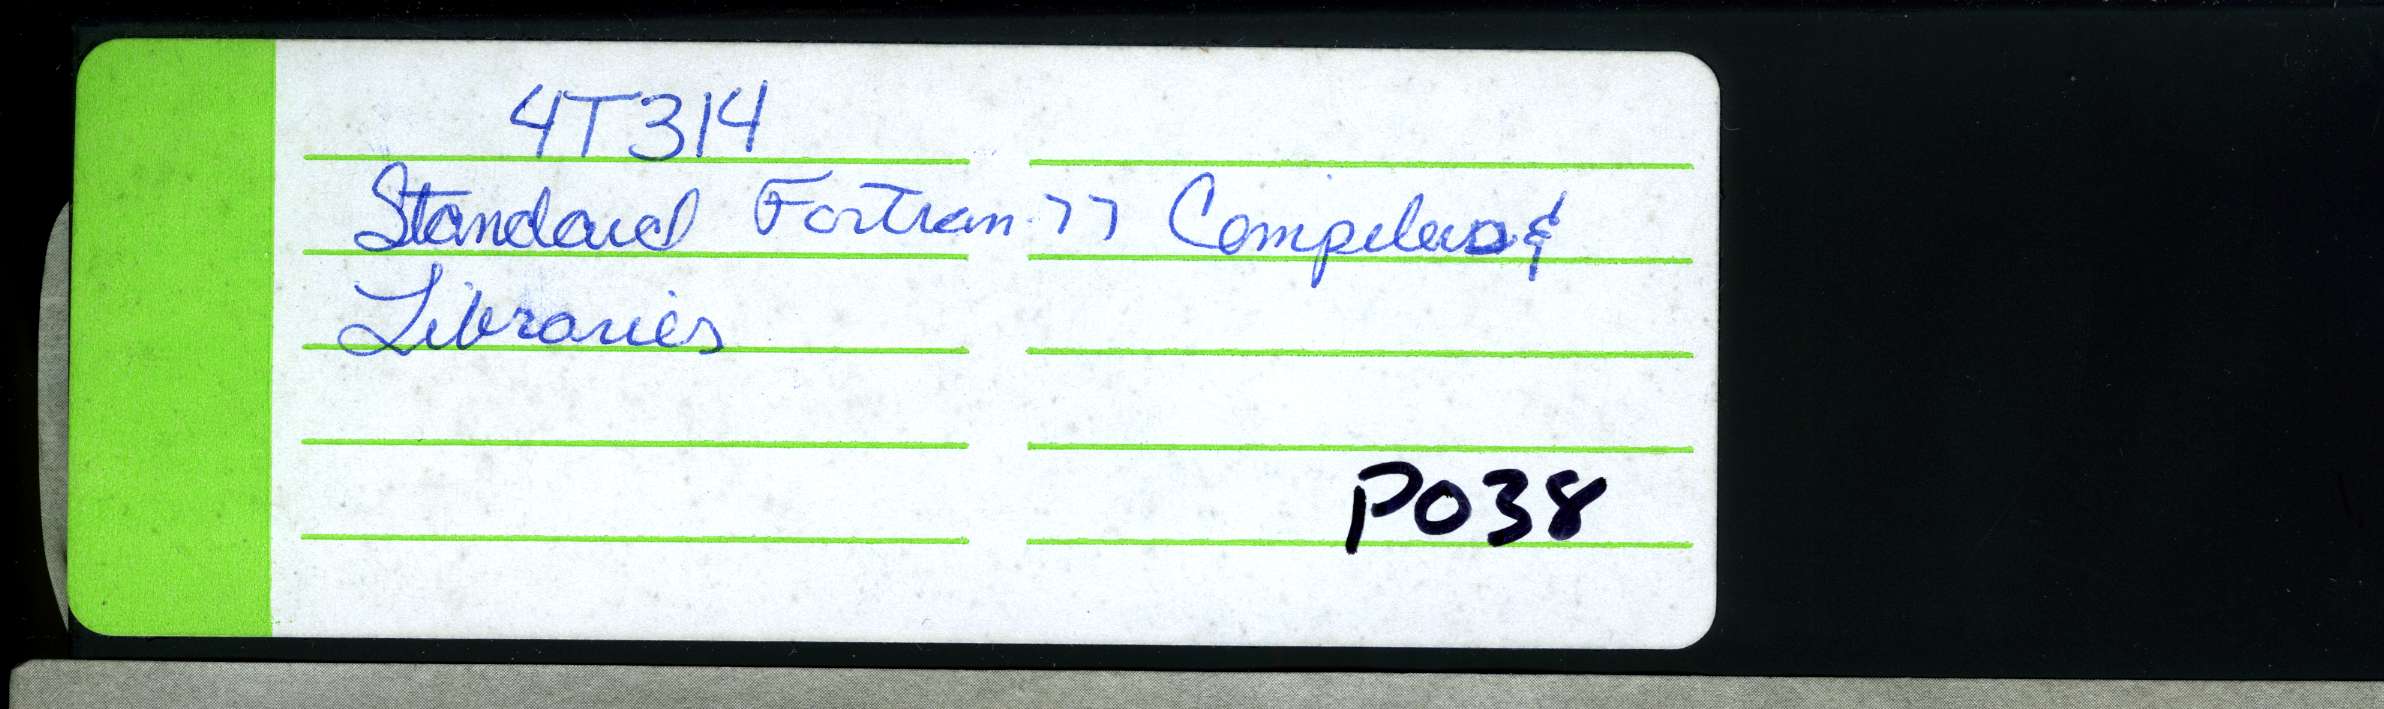 4T314
Standard Fortran 77 Compilers &
Libraries
P038